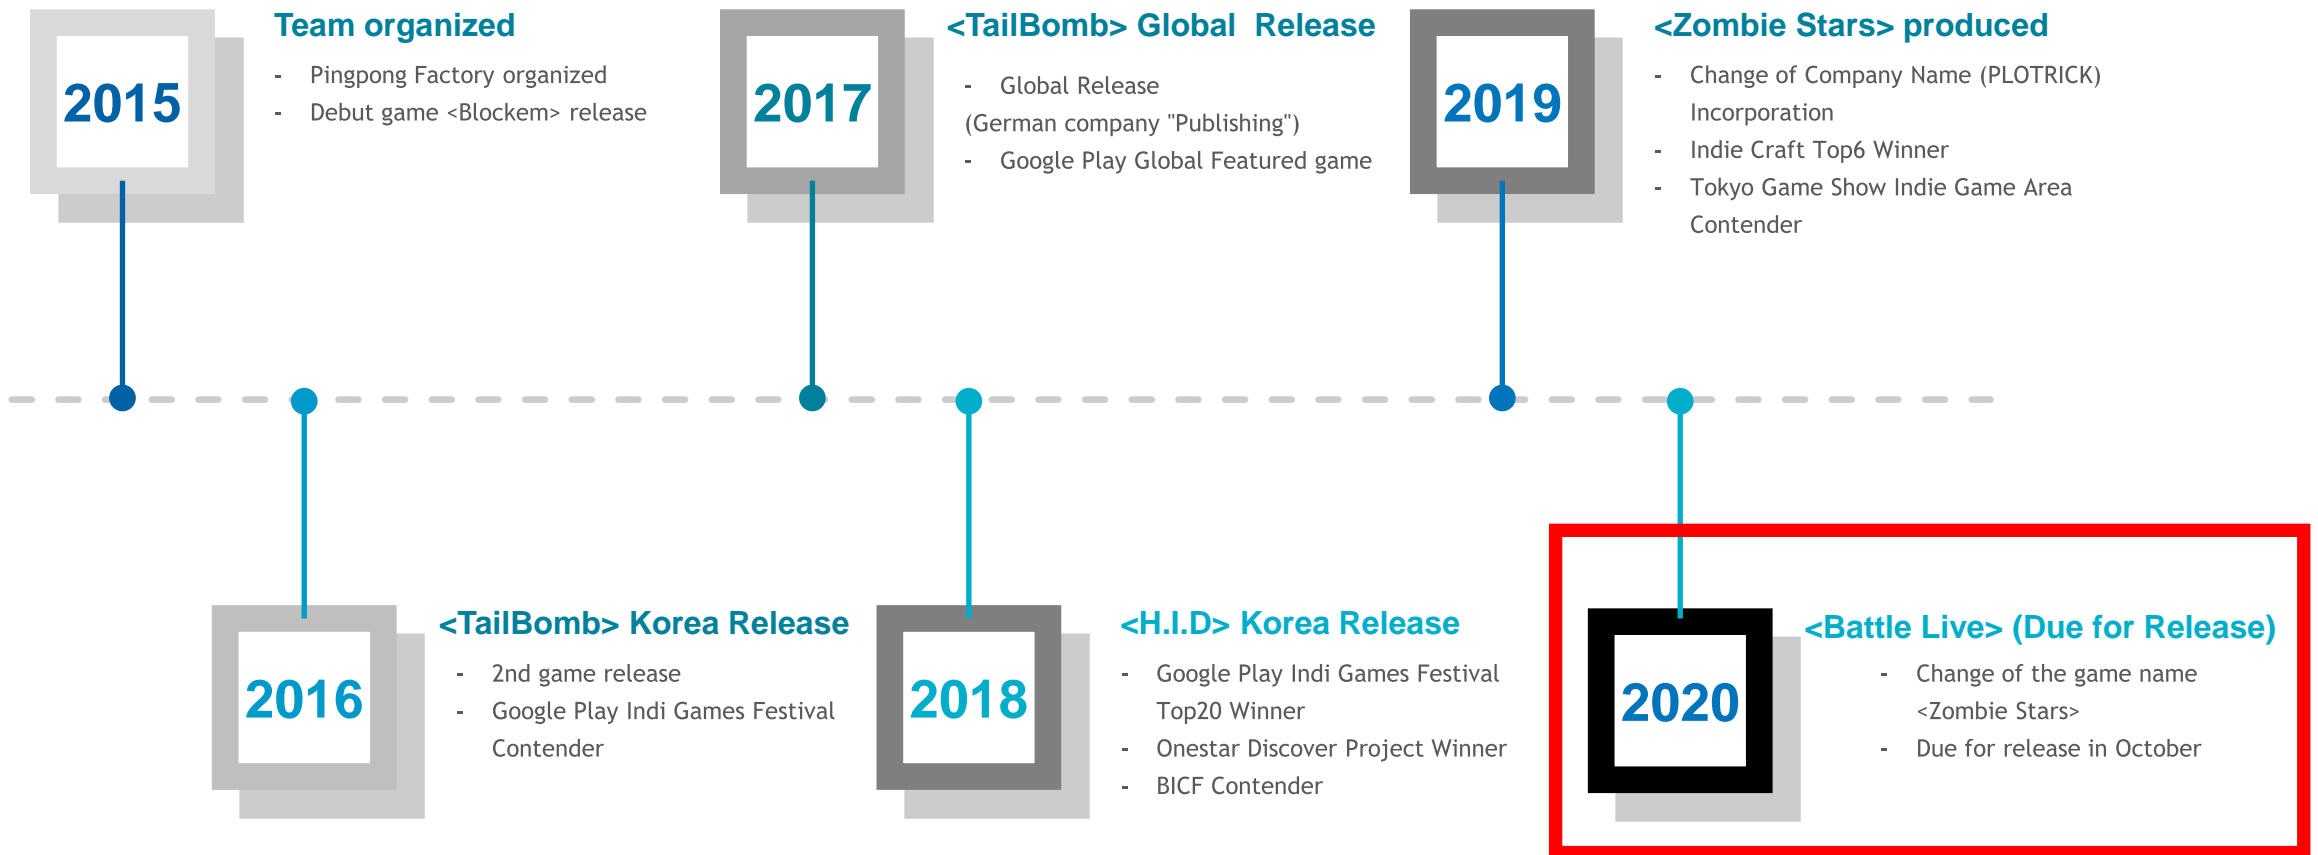 2015
Team organized
- Pingpong Factory organized
- Debut game <Blockem> release
2017
<TailBomb> Global  Release
- Global Release
(German company "Publishing")
- Google Play Global Featured game
2019
<Zombie Stars> produced
- Change of Company Name (PLOTRICK)
Incorporation
- Indie Craft Top6 Winner
- Tokyo Game Show Indie Game Area
Contender
2016
<TailBomb> Korea Release
- 2nd game release
- Google Play Indi Games Festival
Contender
2018
<H.I.D> Korea Release
- Google Play Indi Games Festival
Top20 Winner
- Onestar Discover Project Winner
- BICF Contender
2020
<Battle Live> (Due for Release)
- Change of the game name
<Zombie Stars>
- Due for release in October